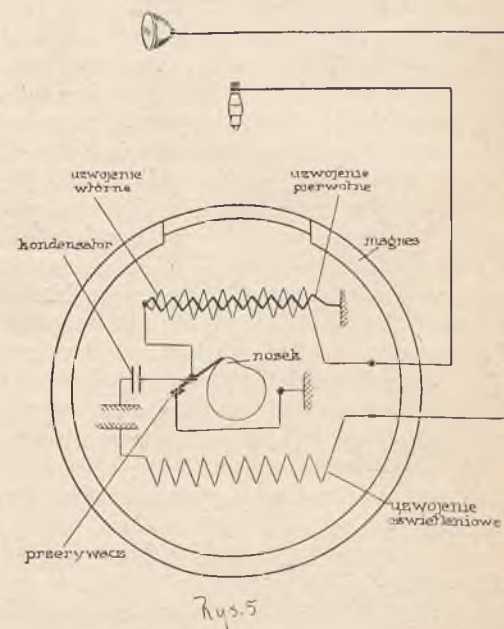 uzwojenie
wtórne
uzwojenie
pierwotne
kondensator
magnes
nosek
uzwojenie
oświetleniowe
przerywacz
Rys.5